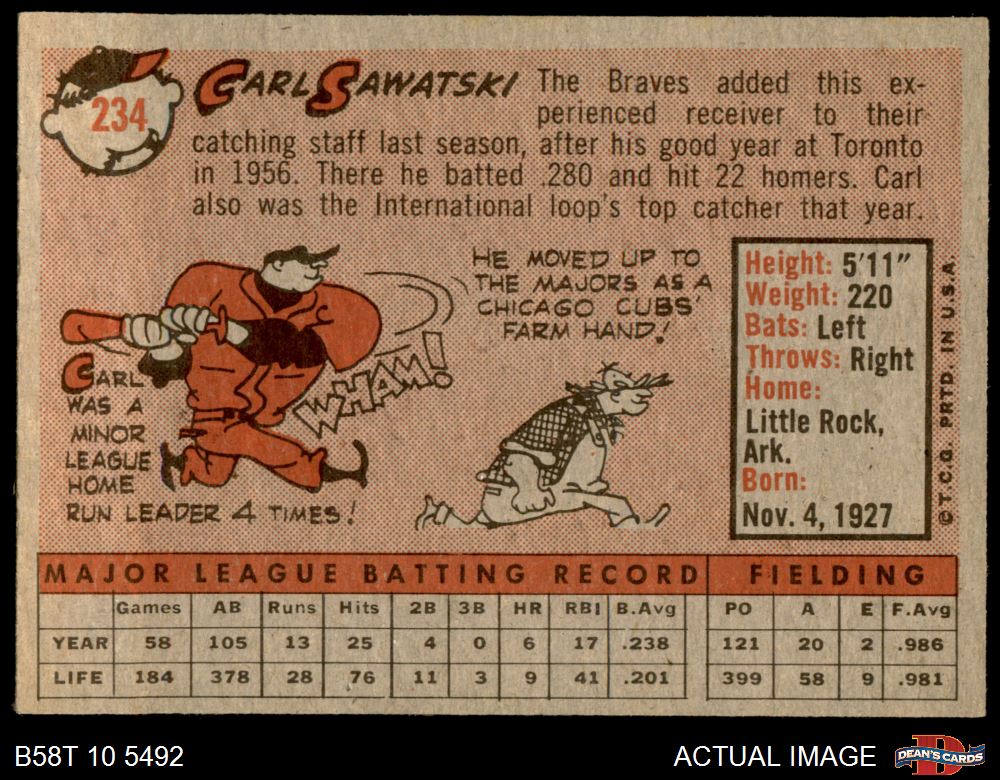 234
CARL SAWATSKI
The Braves added this ex-
perienced receiver to their
catching staff last season, after his good year at Toronto
in 1956. There he batted .280 and hit 22 homers. Carl
also was the International loop's top catcher that year.
CARL
WAS A
MINOR
LEAGUE
HOME
RUN LEADER 4 TIMES!
WHAM!
HE MOVED UP TO
THE MAJORS AS A
CHICAGO CUBS'
FARM HAND!
Height: 5'11"
Weight: 220
Bats: Left
Throws: Right
Home:
Little Rock,
Ark.
Born:
Nov. 4, 1927
©T.C.G. PRTD. IN U.S.A.
MAJOR LEAGUE BATTING RECORD FIELDING
Games AB Runs Hits 2B 3B HR RBI B.Avg PO A E F.Avg
YEAR 58 105 13 25 4 0 6 17 .238 121 20 2 .986
LIFE 184 378 28 76 11 3 9 41 .201 399 58 9 .981
B58T 10 5492
ACTUAL IMAGE
D
DEAN'S CARDS